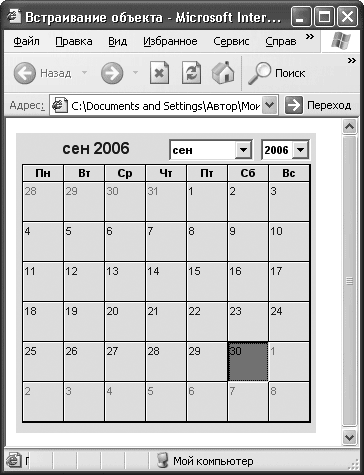 Встраивание объекта - Microsoft Inter...
Файл Правка Вид Избранное Сервис Справ »
Назад Поиск »
Адрес: C:\Documents and Settings\Автор\Мои Переход
сен 2006 сен 2006
Пн Вт Ср Чт Пт Сб Вс
28 29 30 31 1 2 3
4 5 6 7 8 9 10
11 12 13 14 15 16 17
18 19 20 21 22 23 24
25 26 27 28 29 30 1
2 3 4 5 6 7 8
Мой компьютер